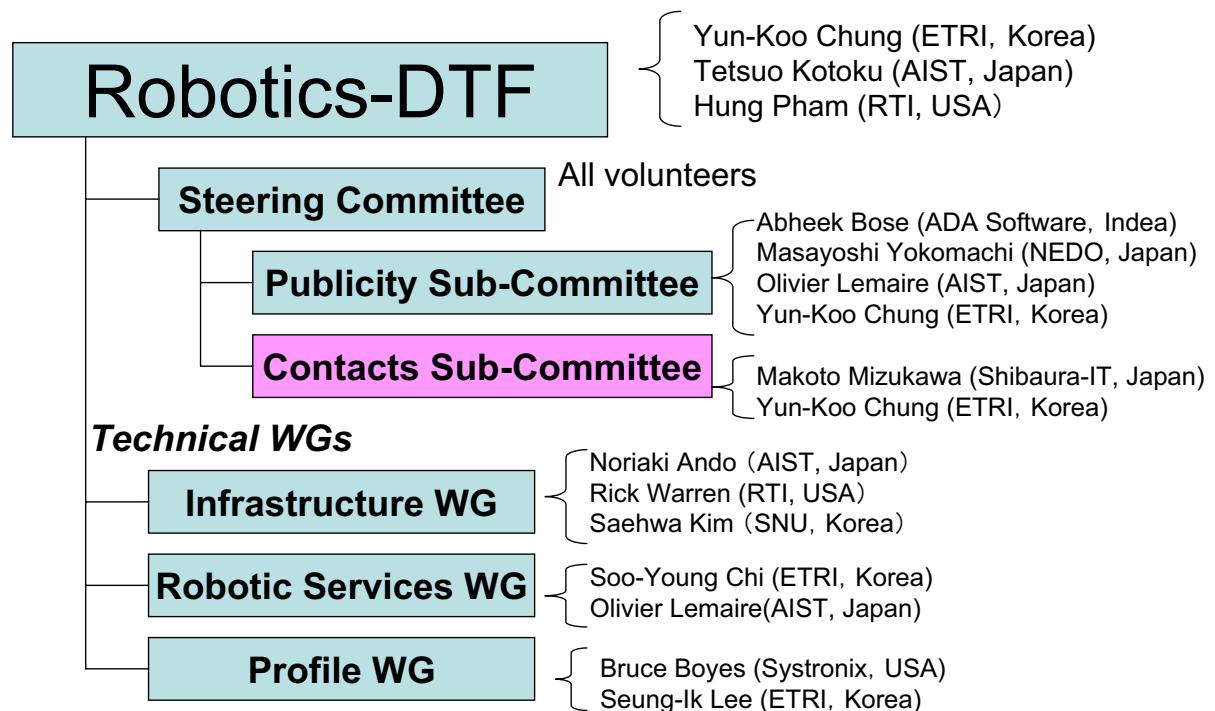 Robotics-DTF
Yun-Koo Chung (ETRI, Korea)
Tetsuo Kotoku (AIST, Japan)
Hung Pham (RTI, USA）
Steering Committee
All volunteers
Publicity Sub-Committee
Abheek Bose (ADA Software, Indea)
Masayoshi Yokomachi (NEDO, Japan)
Olivier Lemaire (AIST, Japan)
Yun-Koo Chung (ETRI, Korea)
Contacts Sub-Committee
Makoto Mizukawa (Shibaura-IT, Japan)
Yun-Koo Chung (ETRI, Korea)
Technical WGs
Infrastructure WG
Noriaki Ando（AIST, Japan）
Rick Warren (RTI, USA）
Saehwa Kim（SNU, Korea）
Robotic Services WG
Soo-Young Chi (ETRI, Korea)
Olivier Lemaire(AIST, Japan)
Profile WG
Bruce Boyes (Systronix, USA)
Seung-Ik Lee (ETRI, Korea)